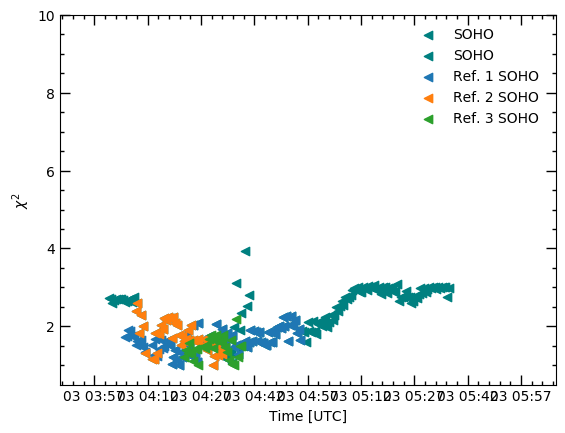 10
8
6
4
2
χ²
SOHO
SOHO
Ref. 1 SOHO
Ref. 2 SOHO
Ref. 3 SOHO
03 03:57 03 04:12 03 04:27 03 04:42 03 04:57 03 05:12 03 05:27 03 05:42 03 05:57
Time [UTC]